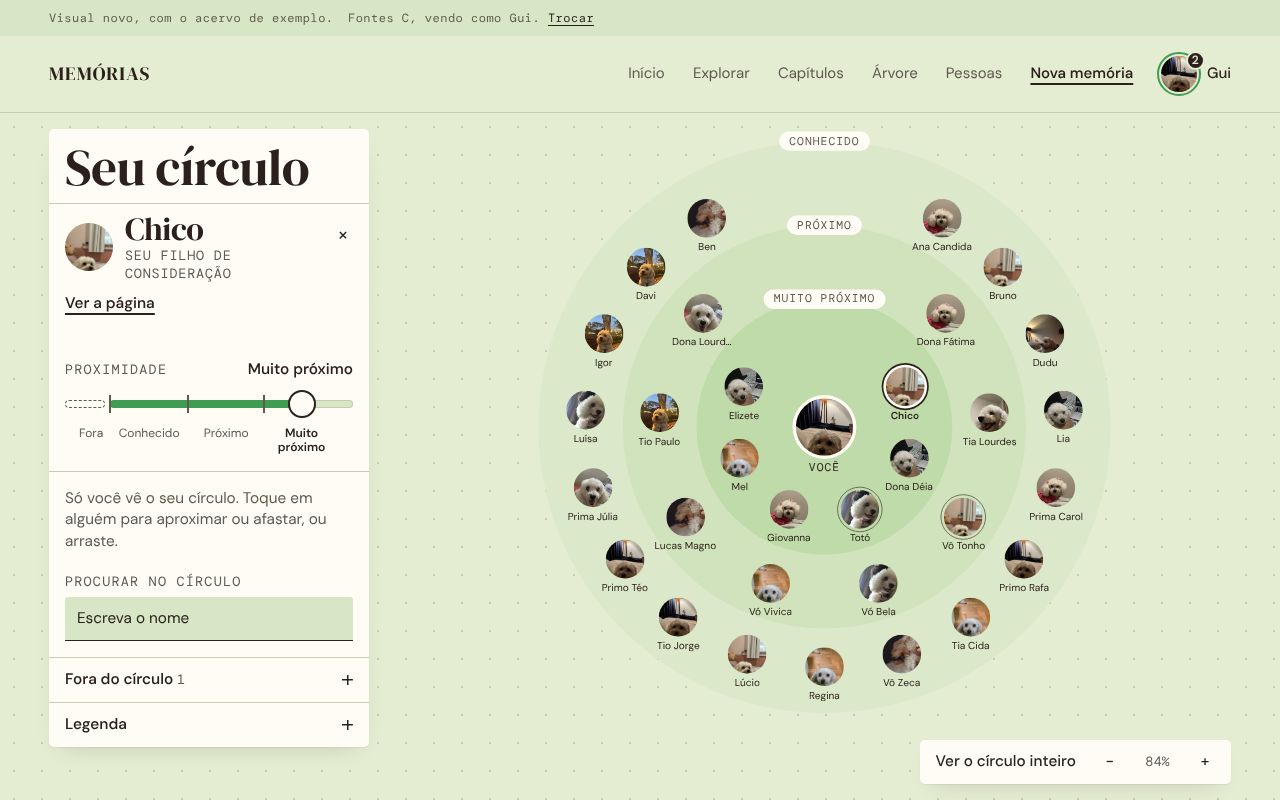 Visual novo, com o acervo de exemplo. Fontes C, vendo como Gui. Trocar
MEMÓRIAS
Início
Explorar
Capítulos
Árvore
Pessoas
Nova memória
2
Gui
Seu círculo
Chico
×
SEU FILHO DE
CONSIDERAÇÃO
Ver a página
PROXIMIDADE
Muito próximo
Fora
Conhecido
Próximo
Muito
próximo
Só você vê o seu círculo. Toque em
alguém para aproximar ou afastar, ou
arraste.
PROCURAR NO CÍRCULO
Escreva o nome
Fora do círculo 1
+
Legenda
+
CONHECIDO
PRÓXIMO
MUITO PRÓXIMO
Ben
Ana Candida
Davi
Bruno
Dona Lourd…
Dona Fátima
Igor
Dudu
Elizete
Chico
Luísa
Tio Paulo
Tia Lourdes
Lia
VOCÊ
Mel
Dona Déia
Prima Júlia
Prima Carol
Giovanna
Totó
Lucas Magno
Vô Tonho
Primo Téo
Primo Rafa
Vó Vivica
Vó Bela
Tio Jorge
Tia Cida
Lúcio
Vô Zeca
Regina
Ver o círculo inteiro
−
84%
+